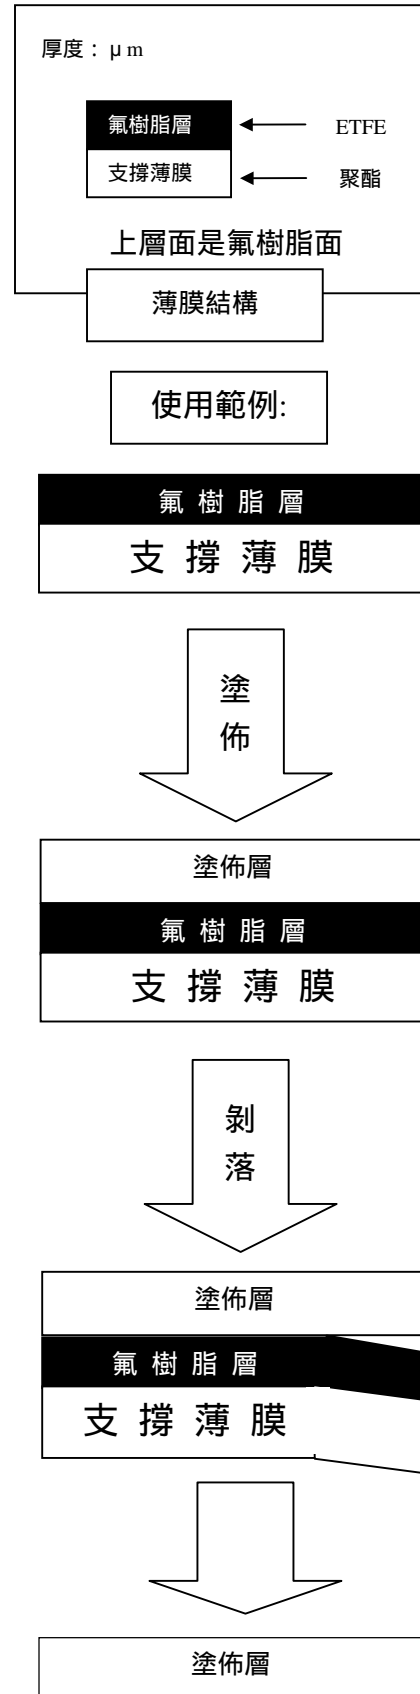 厚度：μm
氟樹脂層 ETFE
支撐薄膜 聚酯
上層面是氟樹脂面
薄膜結構
使用範例:
氟樹脂層
支撐薄膜
塗
佈
塗佈層
氟樹脂層
支撐薄膜
剝
落
塗佈層
氟樹脂層
支撐薄膜
塗佈層